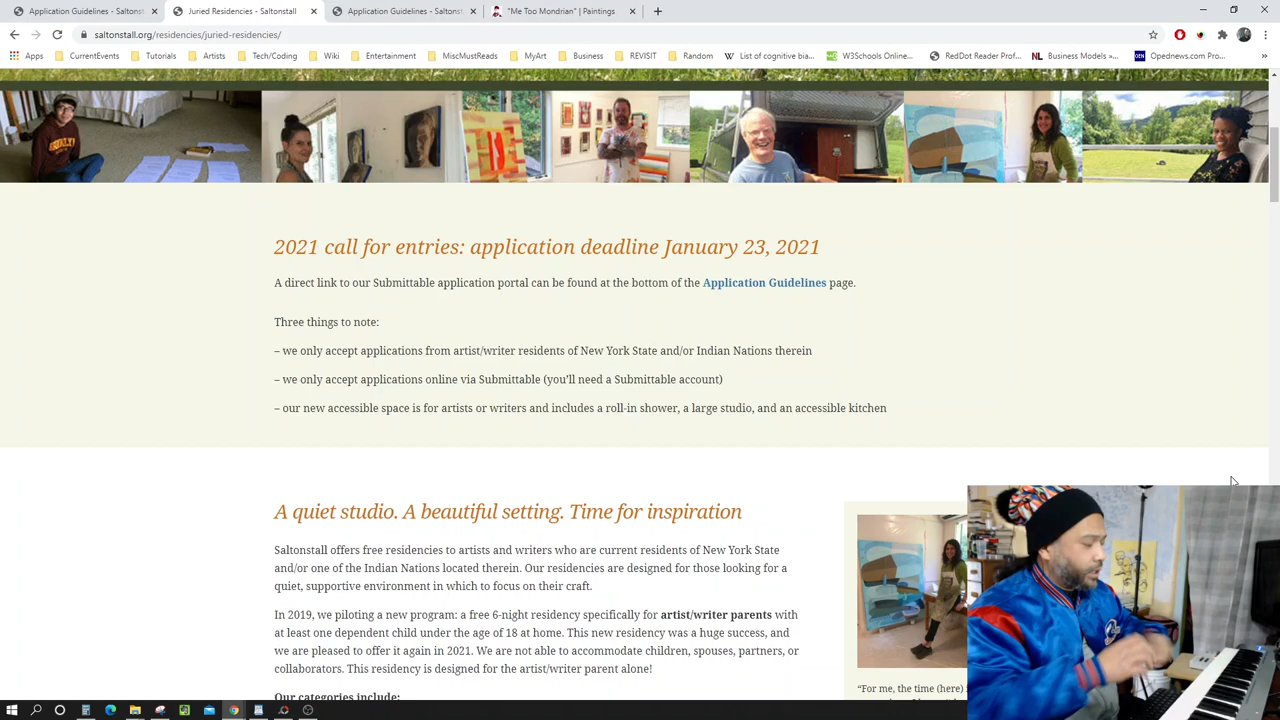 Application Guidelines - Saltonst
Juried Residencies - Saltonstall
Application Guidelines - Saltonst
"Me Too Mondrian" | Paintings
saltonstall.org/residencies/juried-residencies/
Apps
CurrentEvents
Tutorials
Artists
Tech/Coding
Wiki
Entertainment
MiscMustReads
MyArt
Business
REVISIT
Random
List of cognitive bia...
W3Schools Online...
RedDot Reader Prof...
Business Models »...
Opednews.com Pro...
2021 call for entries: application deadline January 23, 2021
A direct link to our Submittable application portal can be found at the bottom of the Application Guidelines page.
Three things to note:
– we only accept applications from artist/writer residents of New York State and/or Indian Nations therein
– we only accept applications online via Submittable (you'll need a Submittable account)
– our new accessible space is for artists or writers and includes a roll-in shower, a large studio, and an accessible kitchen
A quiet studio. A beautiful setting. Time for inspiration
Saltonstall offers free residencies to artists and writers who are current residents of New York State
and/or one of the Indian Nations located therein. Our residencies are designed for those looking for a
quiet, supportive environment in which to focus on their craft.
In 2019, we piloting a new program: a free 6-night residency specifically for artist/writer parents with
at least one dependent child under the age of 18 at home. This new residency was a huge success, and
we are pleased to offer it again in 2021. We are not able to accommodate children, spouses, partners, or
collaborators. This residency is designed for the artist/writer parent alone!
Our categories include:
"For me, the time (here)